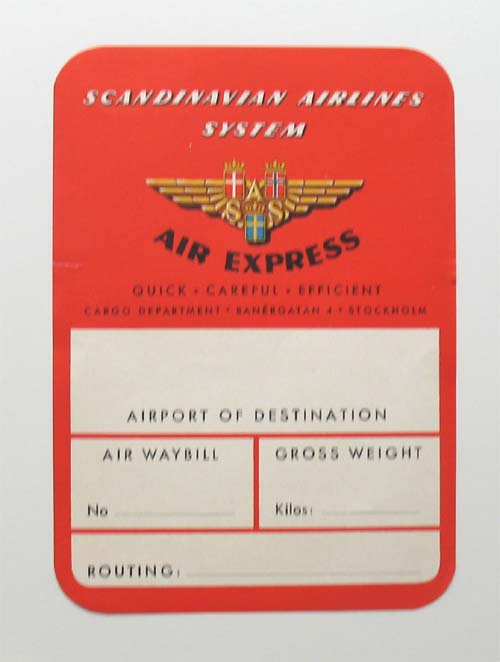 SCANDINAVIAN AIRLINES
SYSTEM
SAS
AIR EXPRESS
QUICK • CAREFUL • EFFICIENT
CARGO DEPARTMENT • BANÉRGATAN 4 • STOCKHOLM
AIRPORT OF DESTINATION
AIR WAYBILL
GROSS WEIGHT
No
Kilos:
ROUTING: